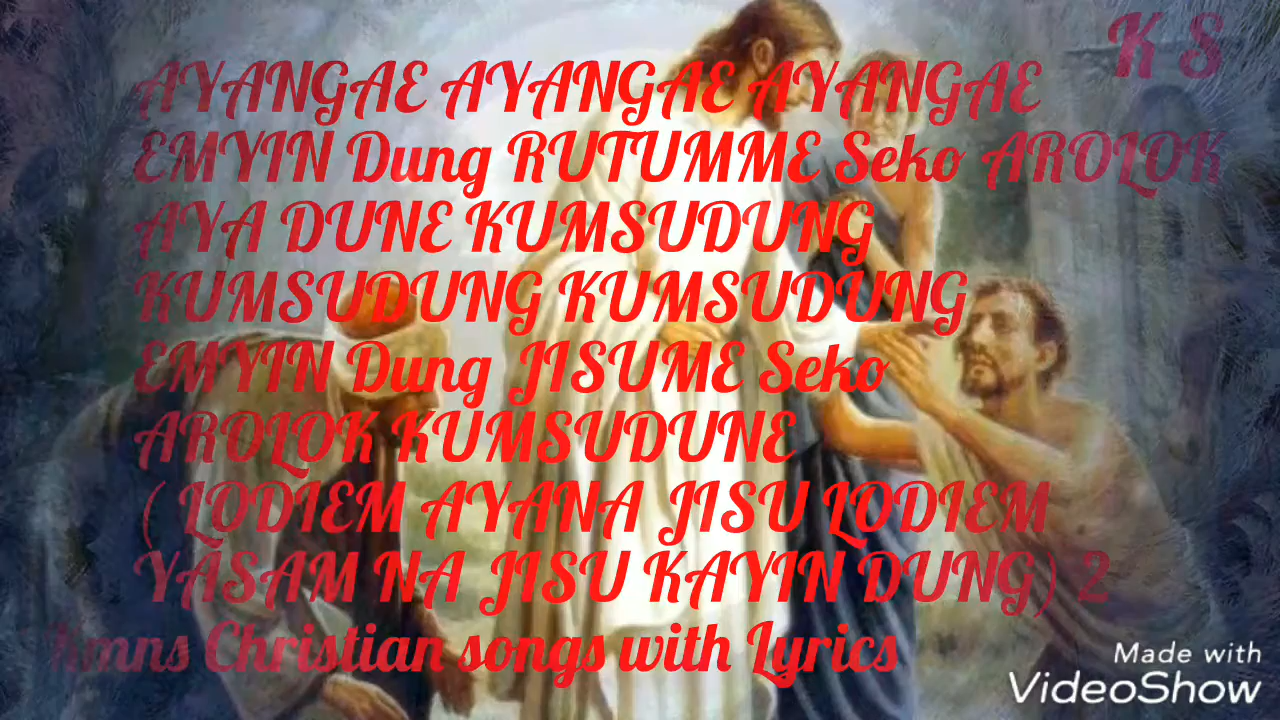 K S
AYANGAE AYANGAE AYANGAE
EMYIN Dung RUTUMME Seko AROLOK
AYA DUNE KUMSUDUNG
KUMSUDUNG KUMSUDUNG
EMYIN Dung JISUME Seko
AROLOK KUMSUDUNE
( LODIEM AYANA JISU LODIEM
YASAM NA JISU KAYIN DUNG) 2
Christian songs with Lyrics
Made with
VideoShow